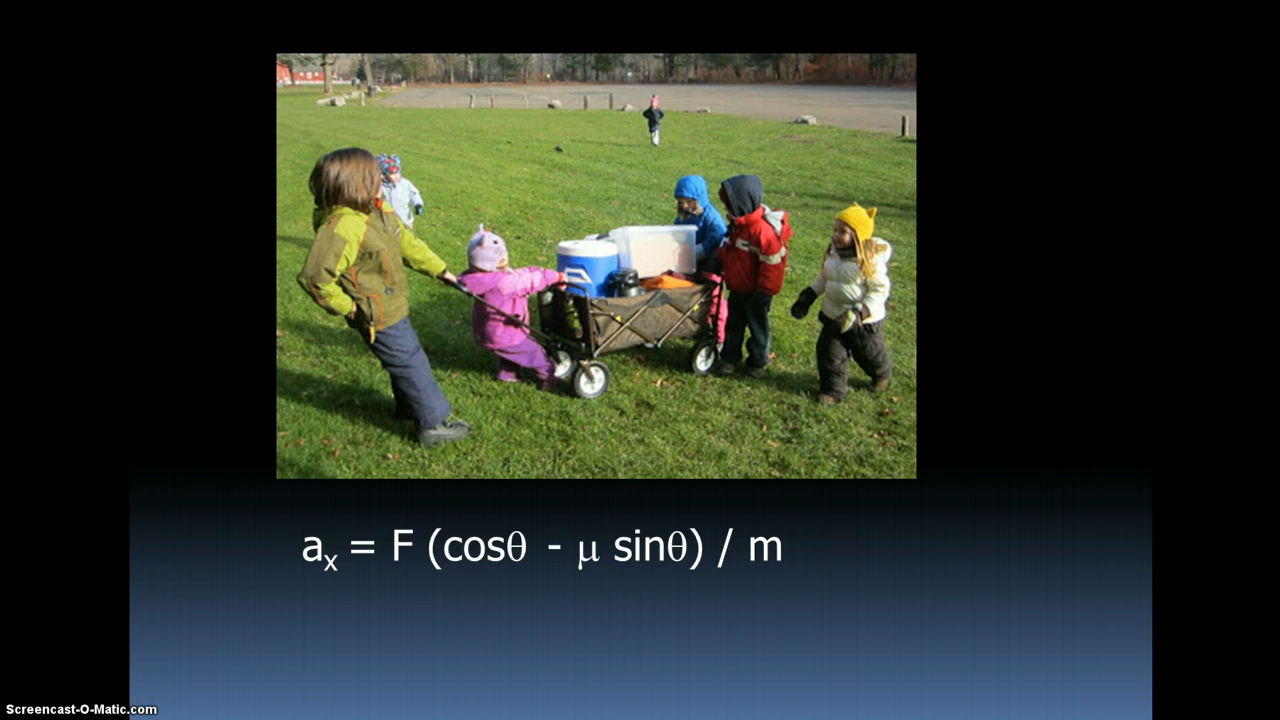 aₓ = F (cosθ - μ sinθ) / m
Screencast-O-Matic.com